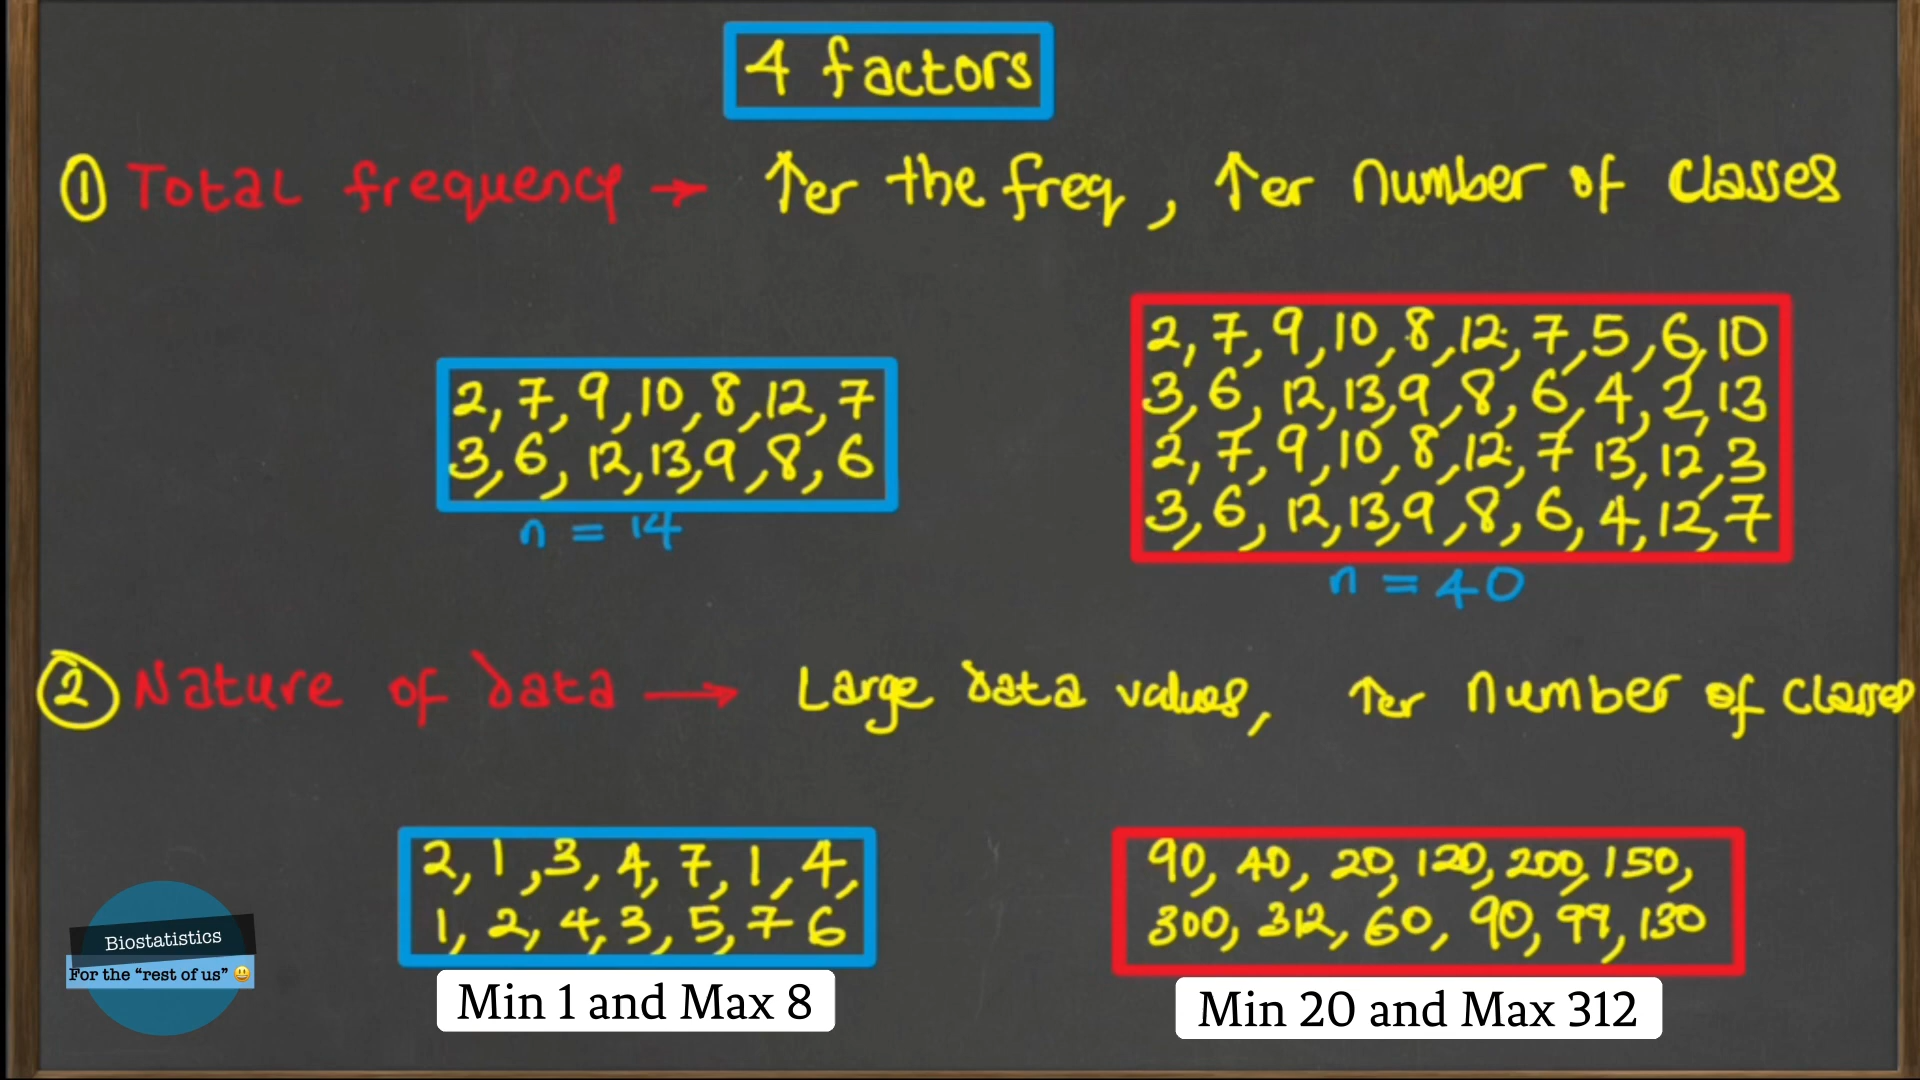 4 factors
① Total frequency → ↑er the freq, ↑er number of classes
2, 7, 9, 10, 8, 12, 7
3, 6, 12, 13, 9, 8, 6
n = 14
2, 7, 9, 10, 8, 12, 7, 5, 6, 10
3, 6, 12, 13, 9, 8, 6, 4, 2, 13
2, 7, 9, 10, 8, 12, 7 13, 12, 3
3, 6, 12, 13, 9, 8, 6, 4, 12, 7
n = 40
② Nature of data → Large data values, ↑er number of classes
2, 1, 3, 4, 7, 1, 4,
1, 2, 4, 3, 5, 7 6
Min 1 and Max 8
90, 40, 20, 120, 200, 150,
300, 312, 60, 90, 99, 130
Min 20 and Max 312
Biostatistics
For the “rest of us” 😃